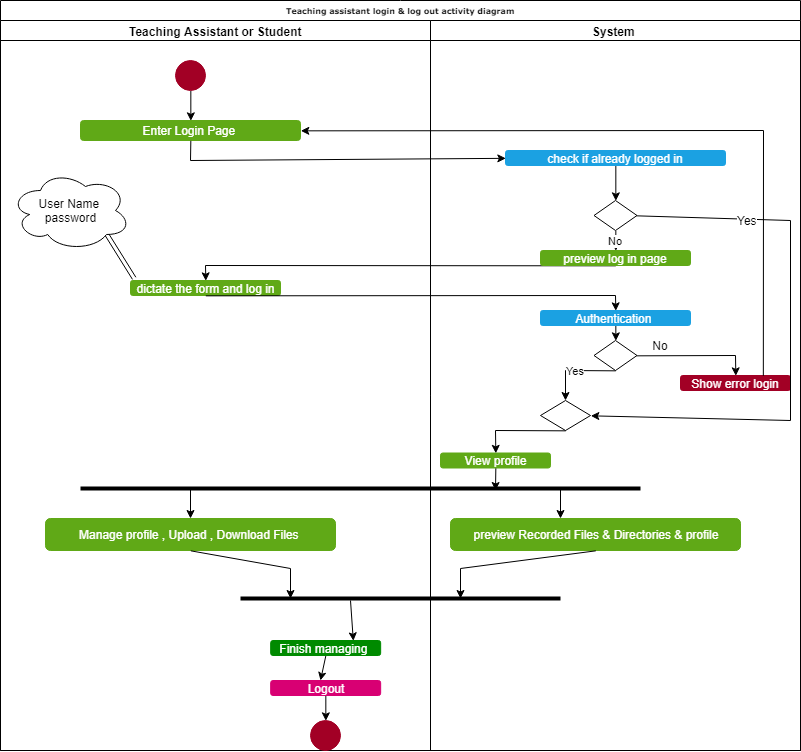 Teaching assistant login & log out activity diagram
Teaching Assistant or Student
System
Enter Login Page
check if already logged in
User Name
password
Yes
No
preview log in page
dictate the form and log in
Authentication
No
Yes
Show error login
View profile
Manage profile , Upload , Download Files
preview Recorded Files & Directories & profile
Finish managing
Logout